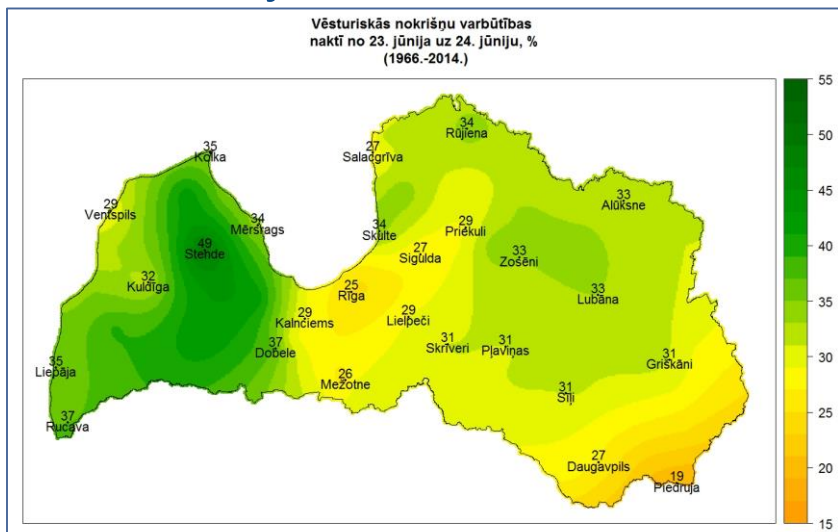 Vēsturiskās nokrišņu varbūtības
naktī no 23. jūnija uz 24. jūniju, %
(1966.-2014.)
34
Rūjiena
35
Kolka
27
Salacgrīva
33
Alūksne
29
Ventspils
34
Mērsrags
34
Skulte
29
Priekuļi
49
Stende
27
Sigulda
33
Zosēni
32
Kuldīga
25
Rīga
33
Lubāna
29
Kalnciems
29
Lielpeči
37
Dobele
31
Skrīveri
31
Pļaviņas
31
Griškāni
35
Liepāja
26
Mežotne
31
Sīļi
37
Rucava
27
Daugavpils
19
Piedruja
55
50
45
40
35
30
25
20
15